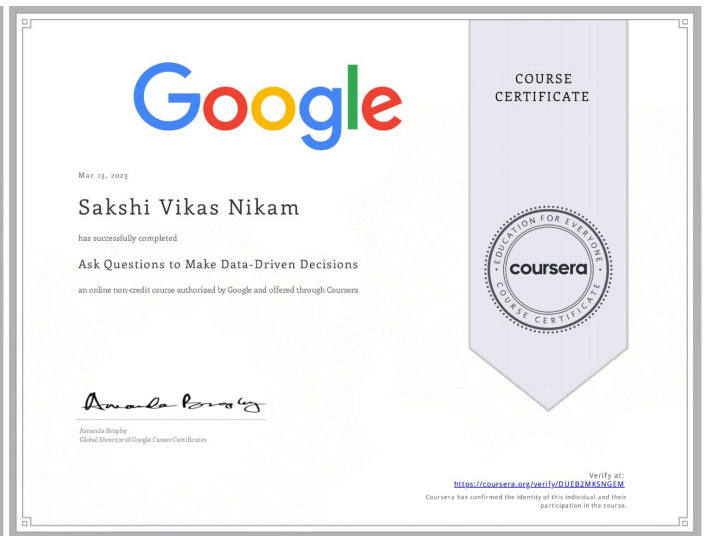 Google
COURSE
CERTIFICATE
Mar 13, 2023
Sakshi Vikas Nikam
has successfully completed
Ask Questions to Make Data-Driven Decisions
an online non-credit course authorized by Google and offered through Coursera
EDUCATION FOR EVERYONE
coursera
COURSE CERTIFICATE
Amanda Brophy
Amanda Brophy
Global Director of Google Career Certificates
Verify at:
https://coursera.org/verify/DUEB2MKSNGEM
Coursera has confirmed the identity of this individual and their
participation in the course.